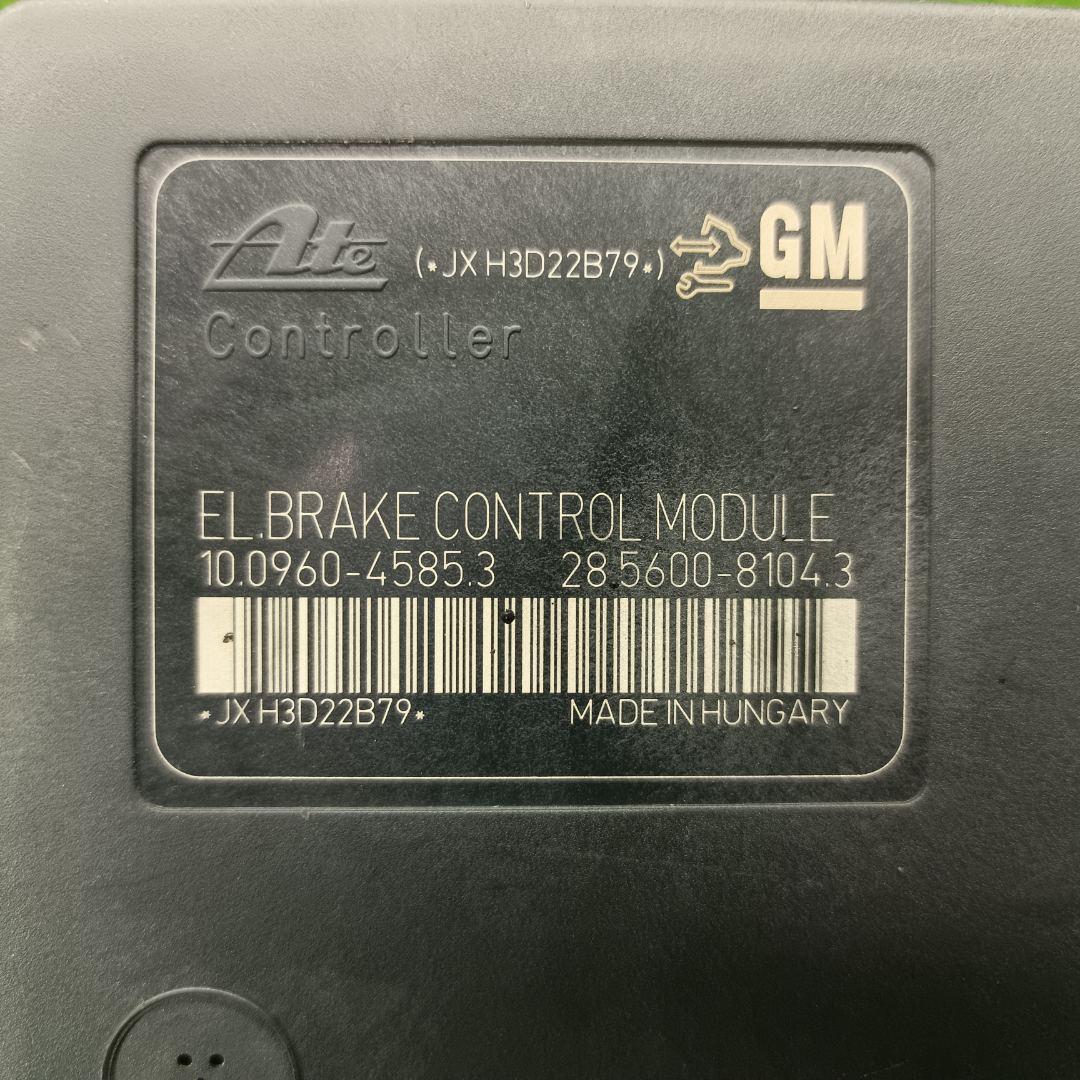 Ate (*JX H3D22B79*) GM
Controller
EL.BRAKE CONTROL MODULE
10.0960-4585.3 28.5600-8104.3
*JX H3D22B79* MADE IN HUNGARY